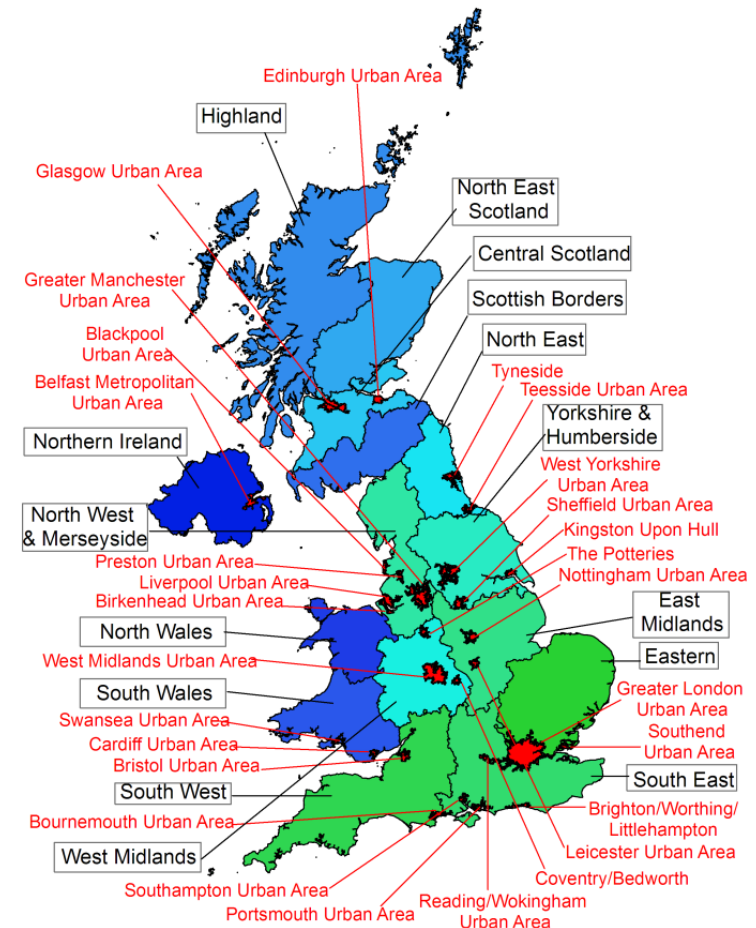 Edinburgh Urban Area
Highland
Glasgow Urban Area
North East
Scotland
Central Scotland
Greater Manchester
Urban Area
Scottish Borders
Blackpool
Urban Area
North East
Tyneside
Belfast Metropolitan
Urban Area
Teesside Urban Area
Yorkshire &
Humberside
Northern Ireland
West Yorkshire
Urban Area
Sheffield Urban Area
North West
& Merseyside
Kingston Upon Hull
The Potteries
Preston Urban Area
Nottingham Urban Area
Liverpool Urban Area
Birkenhead Urban Area
East
Midlands
North Wales
West Midlands Urban Area
Eastern
South Wales
Greater London
Urban Area
Swansea Urban Area
Southend
Urban Area
Cardiff Urban Area
Bristol Urban Area
South East
South West
Brighton/Worthing/
Littlehampton
Bournemouth Urban Area
Leicester Urban Area
West Midlands
Coventry/Bedworth
Southampton Urban Area
Portsmouth Urban Area
Reading/Wokingham
Urban Area